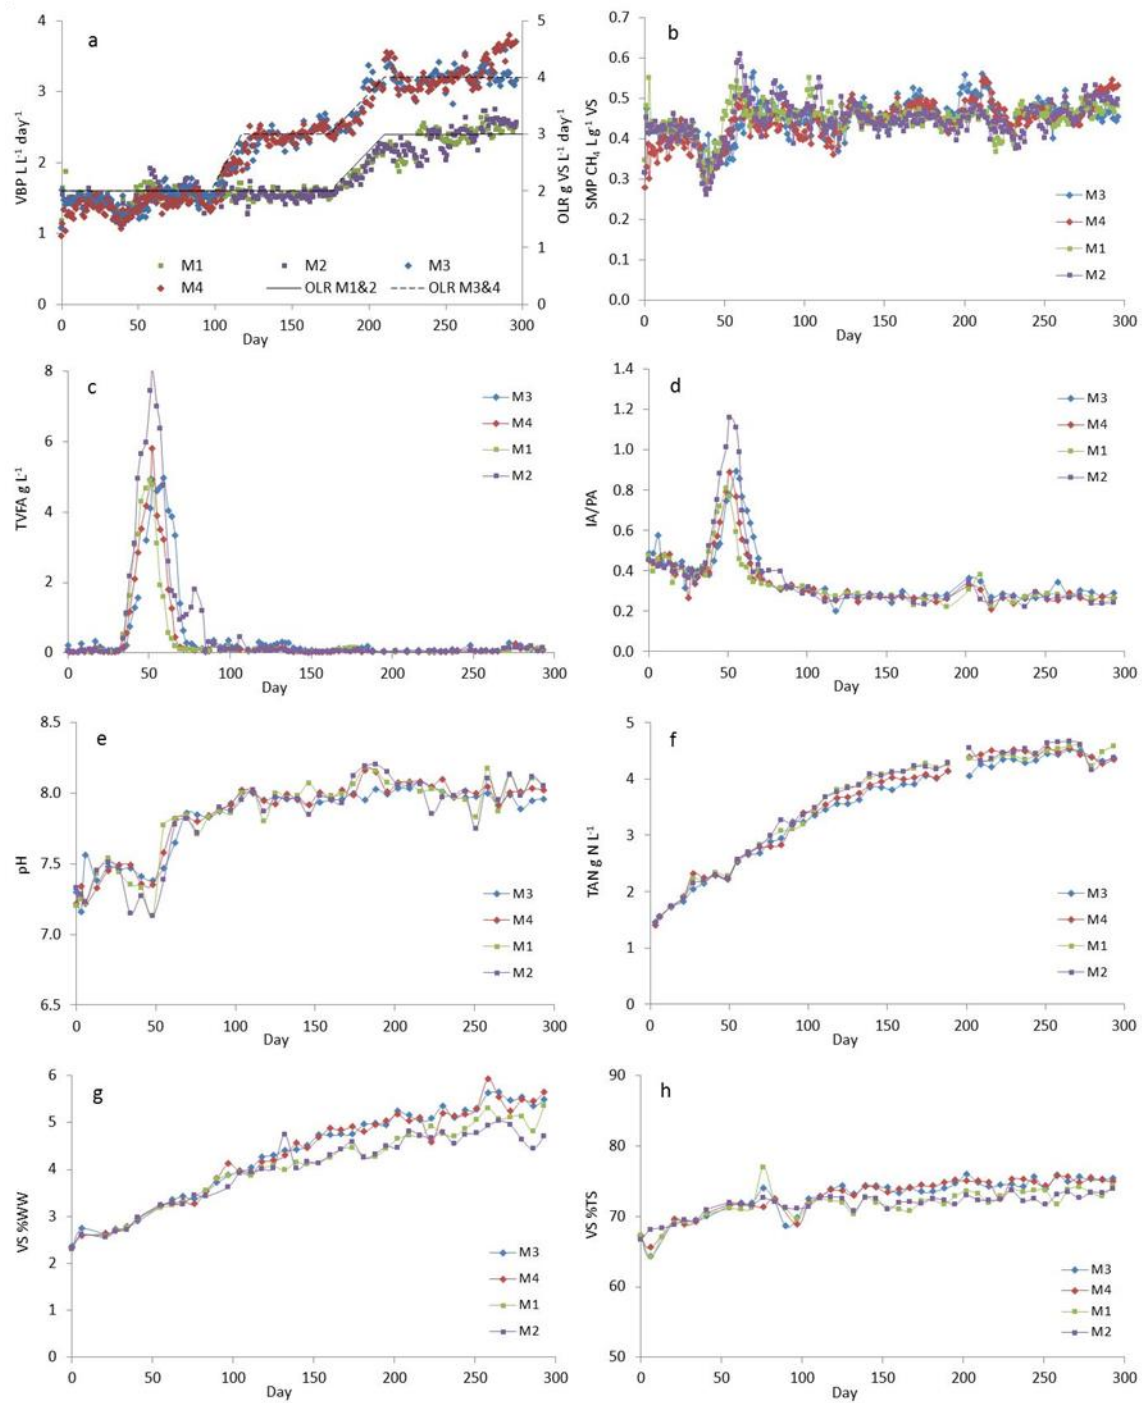 a
VBP L L⁻¹ day⁻¹
4
3
2
1
0
5
4
3
2
1
0
OLR g VS L⁻¹ day⁻¹
M1 M2 M3
M4 OLR M1&2 OLR M3&4
0 50 100 150 200 250 300
Day
b
SMP CH₄ L g⁻¹ VS
0.7
0.6
0.5
0.4
0.3
0.2
0.1
0.0
M3
M4
M1
M2
0 50 100 150 200 250 300
Day
c
TVFA g L⁻¹
8
6
4
2
0
M3
M4
M1
M2
0 50 100 150 200 250 300
Day
d
IA/PA
1.4
1.2
1.0
0.8
0.6
0.4
0.2
0.0
M3
M4
M1
M2
0 50 100 150 200 250 300
Day
e
pH
8.5
8.0
7.5
7.0
6.5
M3
M4
M1
M2
0 50 100 150 200 250 300
Day
f
TAN g N L⁻¹
5
4
3
2
1
0
M3
M4
M1
M2
0 50 100 150 200 250 300
Day
g
VS %WW
6
5
4
3
2
1
0
M3
M4
M1
M2
0 50 100 150 200 250 300
Day
h
VS %TS
90
80
70
60
50
M3
M4
M1
M2
0 50 100 150 200 250 300
Day